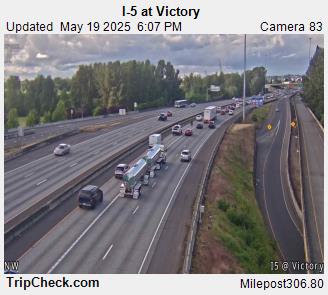 I-5 at Victory
Updated May 19 2025 6:07 PM Camera 83
NW
I5 @ Victory
TripCheck.com Milepost306.80